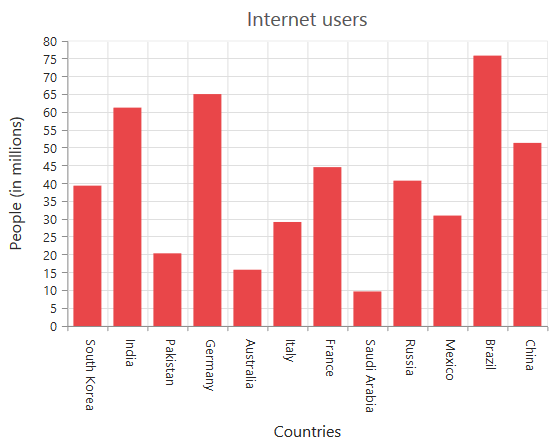 Internet users
People (in millions)
80
75
70
65
60
55
50
45
40
35
30
25
20
15
10
5
0
South Korea
India
Pakistan
Germany
Australia
Italy
France
Saudi Arabia
Russia
Mexico
Brazil
China
Countries